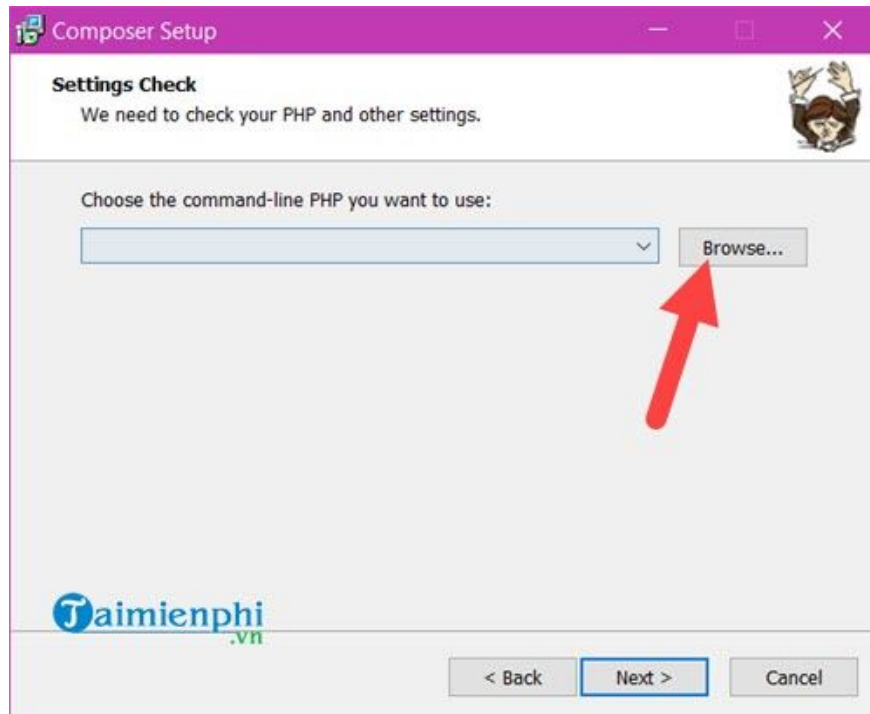 Composer Setup
Settings Check
We need to check your PHP and other settings.
Choose the command-line PHP you want to use:
Browse...
Taimienphi
.vn
< Back Next > Cancel